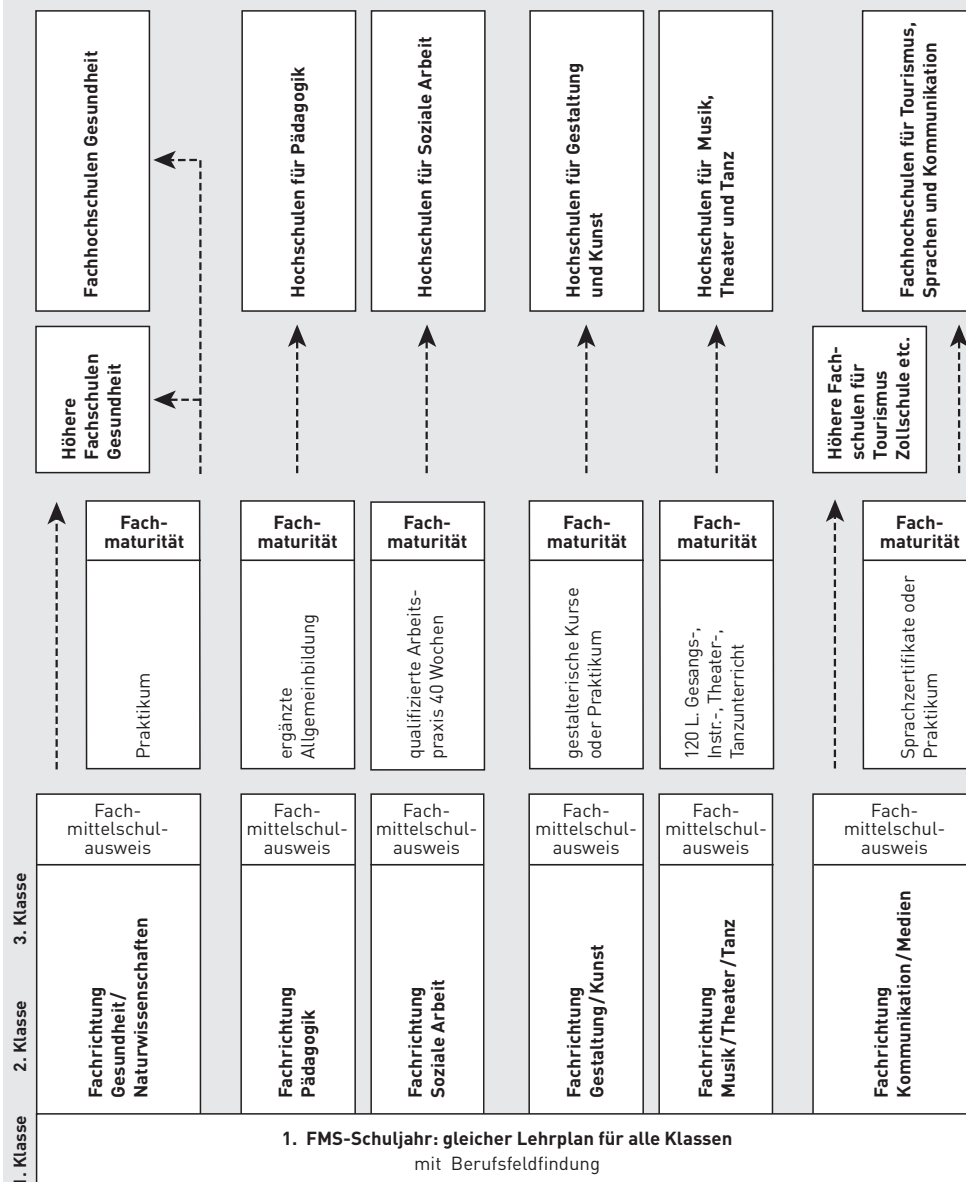 Fachhochschulen Gesundheit
Hochschulen für Pädagogik
Hochschulen für Soziale Arbeit
Hochschulen für Gestaltung
und Kunst
Hochschulen für Musik,
Theater und Tanz
Fachhochschulen für Tourismus,
Sprachen und Kommunikation
Höhere
Fachschulen
Gesundheit
Höhere Fach-
schulen für
Tourismus
Zollschule etc.
Fach-
maturität
Fach-
maturität
Fach-
maturität
Fach-
maturität
Fach-
maturität
Fach-
maturität
Praktikum
ergänzte
Allgemeinbildung
qualifizierte Arbeits-
praxis 40 Wochen
gestalterische Kurse
oder Praktikum
120 L. Gesangs-,
Instr.-, Theater-,
Tanzunterricht
Sprachzertifikate oder
Praktikum
Fach-
mittelschul-
ausweis
Fach-
mittelschul-
ausweis
Fach-
mittelschul-
ausweis
Fach-
mittelschul-
ausweis
Fach-
mittelschul-
ausweis
Fach-
mittelschul-
ausweis
3. Klasse
2. Klasse
Fachrichtung
Gesundheit/
Naturwissenschaften
Fachrichtung
Pädagogik
Fachrichtung
Soziale Arbeit
Fachrichtung
Gestaltung/Kunst
Fachrichtung
Musik/Theater/Tanz
Fachrichtung
Kommunikation/Medien
1. Klasse
1. FMS-Schuljahr: gleicher Lehrplan für alle Klassen
mit Berufsfeldfindung